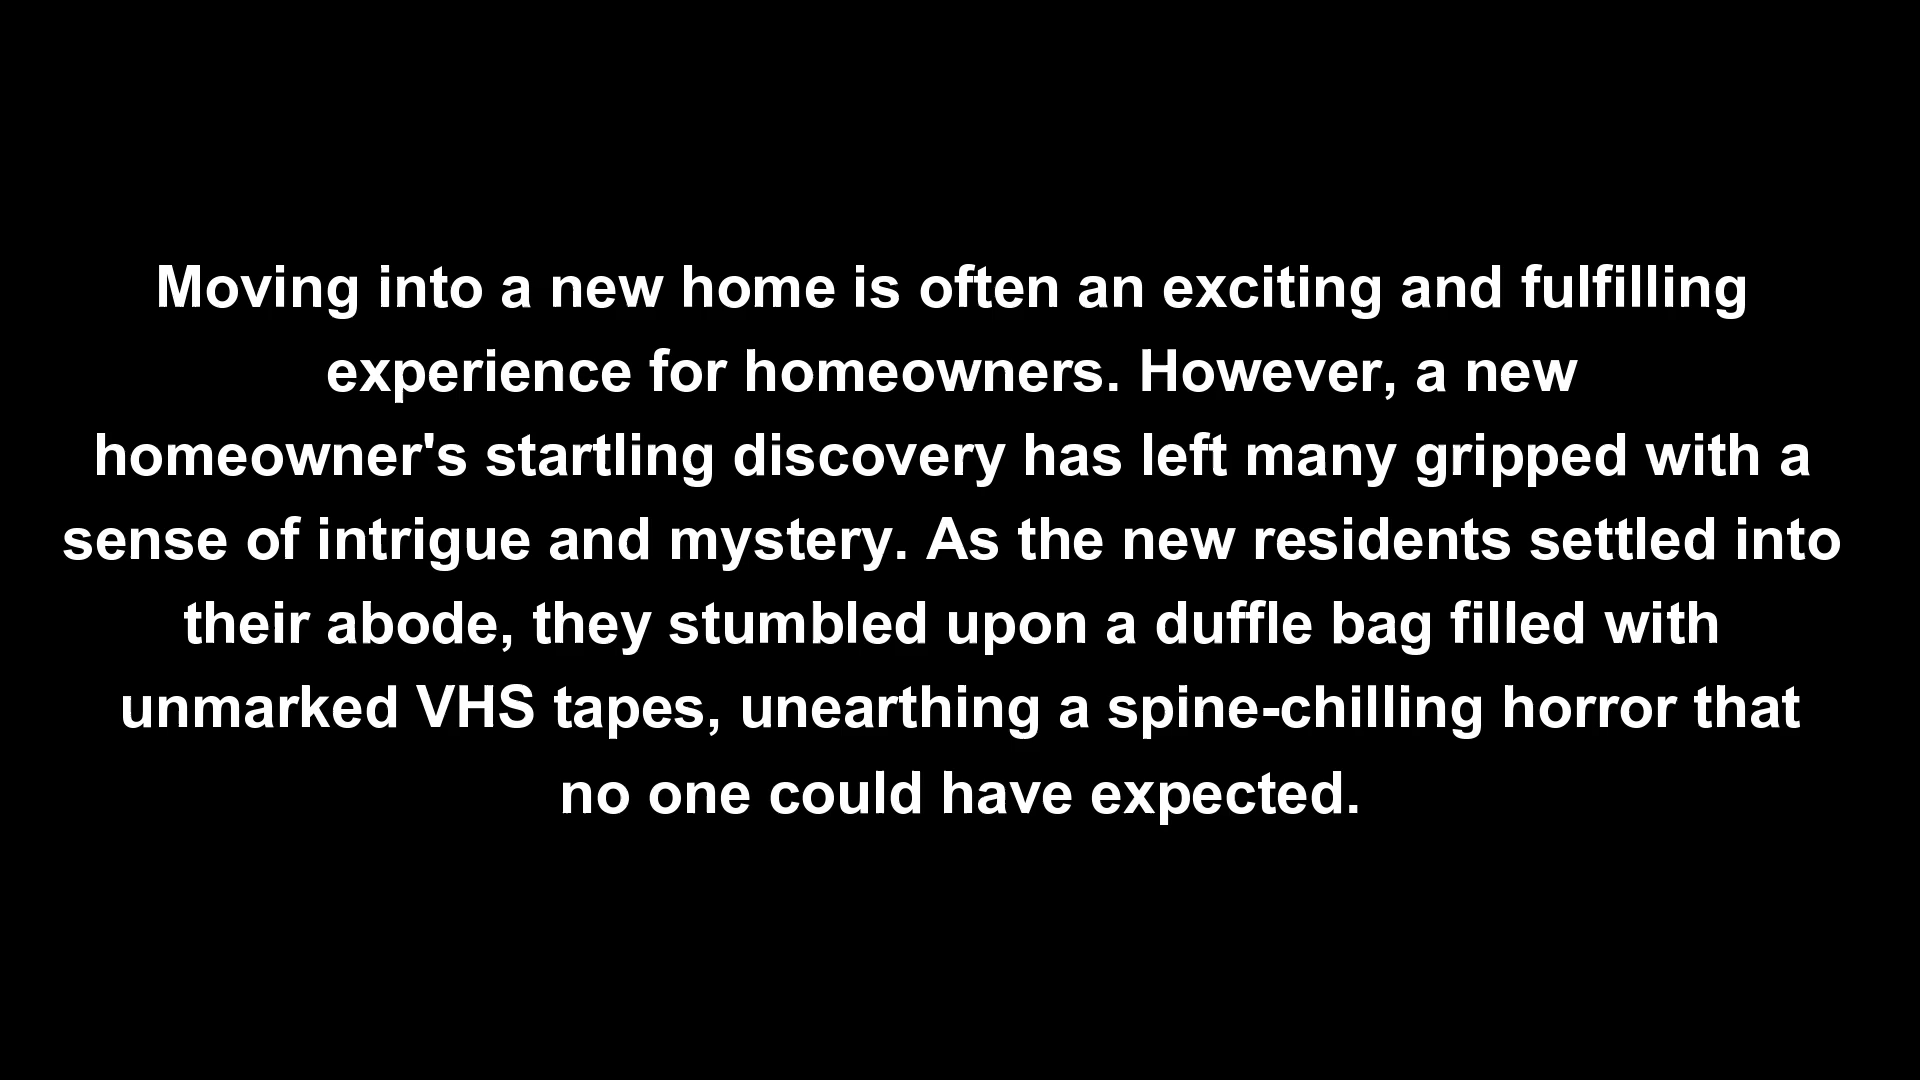 Moving into a new home is often an exciting and fulfilling
experience for homeowners. However, a new
homeowner's startling discovery has left many gripped with a
sense of intrigue and mystery. As the new residents settled into
their abode, they stumbled upon a duffle bag filled with
unmarked VHS tapes, unearthing a spine-chilling horror that
no one could have expected.